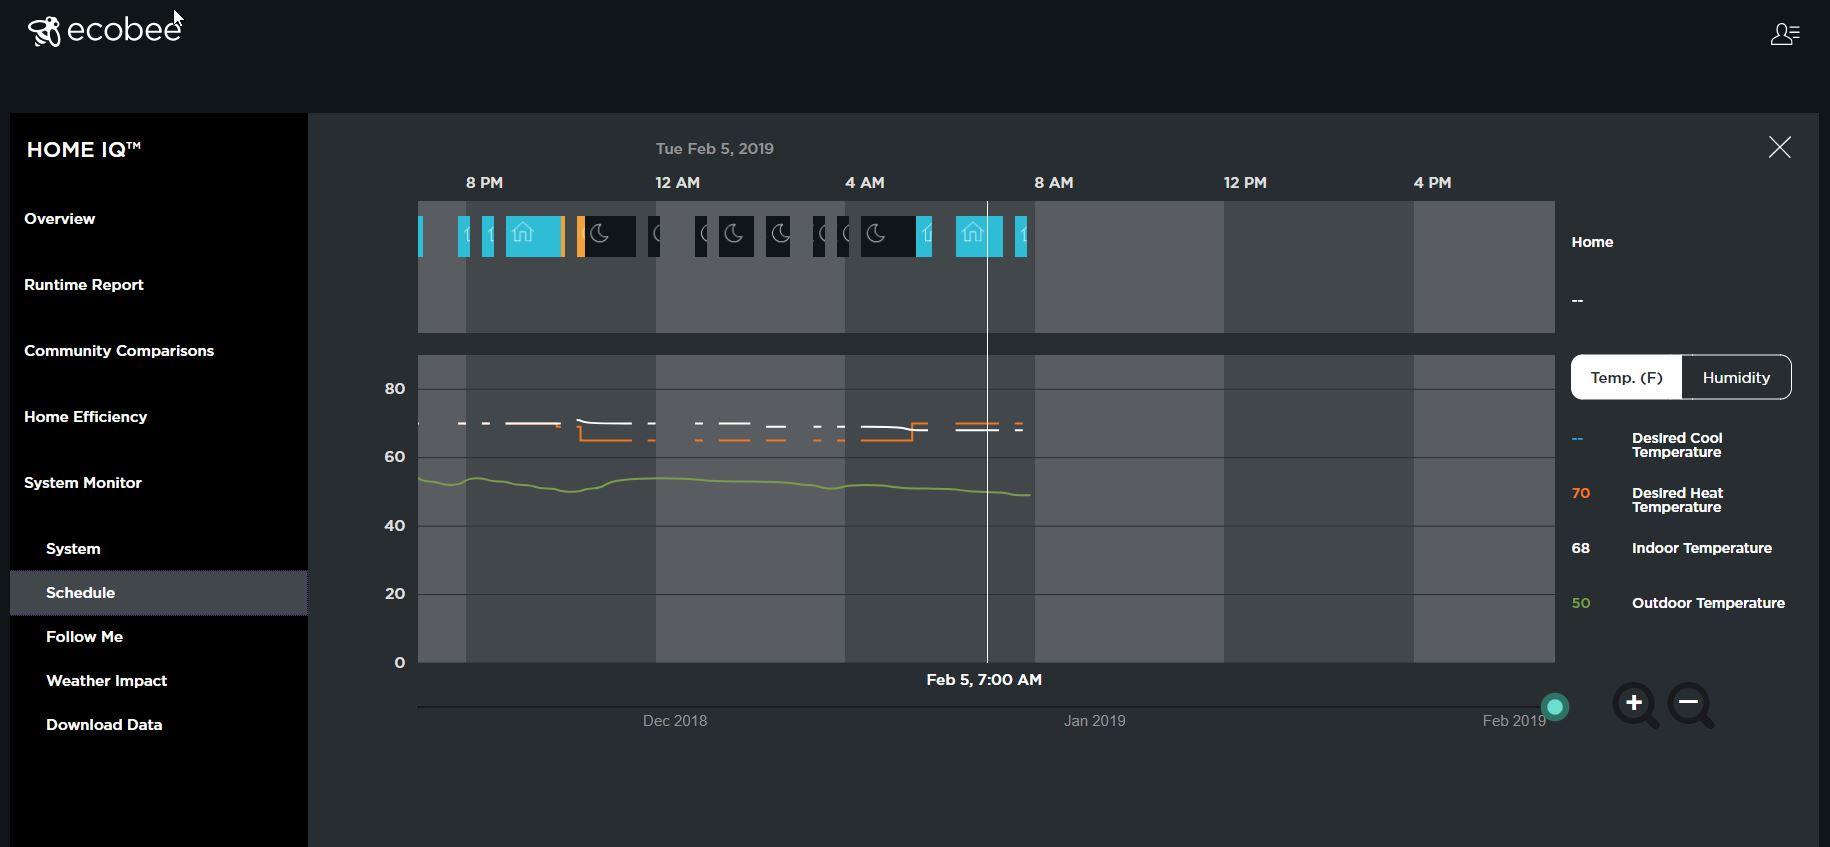 ecobee
HOME IQ™
Overview
Runtime Report
Community Comparisons
Home Efficiency
System Monitor
System
Schedule
Follow Me
Weather Impact
Download Data
Tue Feb 5, 2019
8 PM 12 AM 4 AM 8 AM 12 PM 4 PM
80
60
40
20
0
Feb 5, 7:00 AM
Dec 2018 Jan 2019 Feb 2019
Home
--
Temp. (F) Humidity
-- Desired Cool
Temperature
70 Desired Heat
Temperature
68 Indoor Temperature
50 Outdoor Temperature